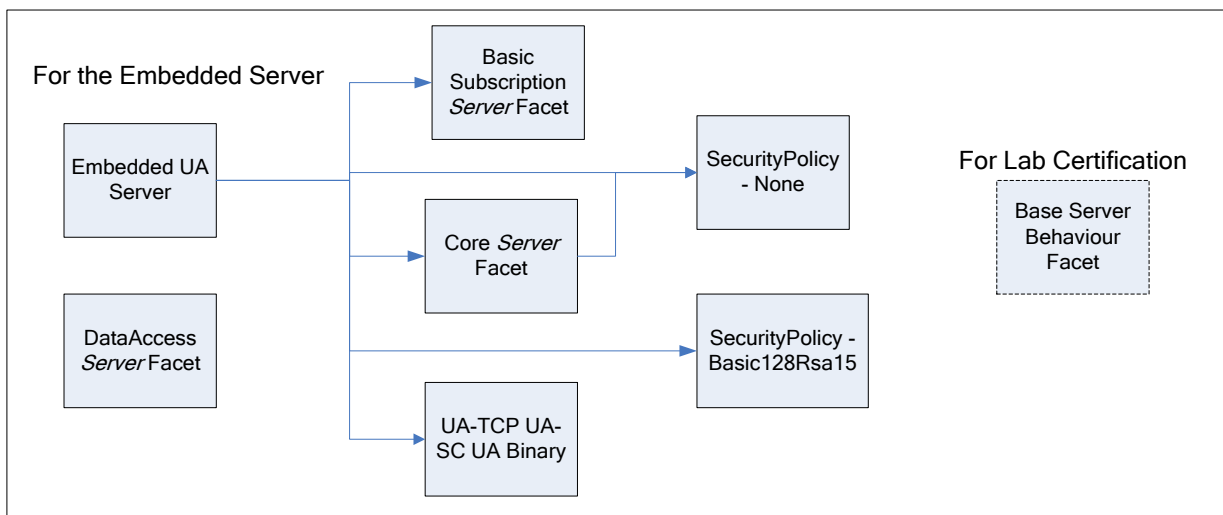 For the Embedded Server
Embedded UA
Server
DataAccess
Server Facet
Basic
Subscription
Server Facet
Core Server
Facet
UA-TCP UA-
SC UA Binary
SecurityPolicy
- None
SecurityPolicy -
Basic128Rsa15
For Lab Certification
Base Server
Behaviour
Facet